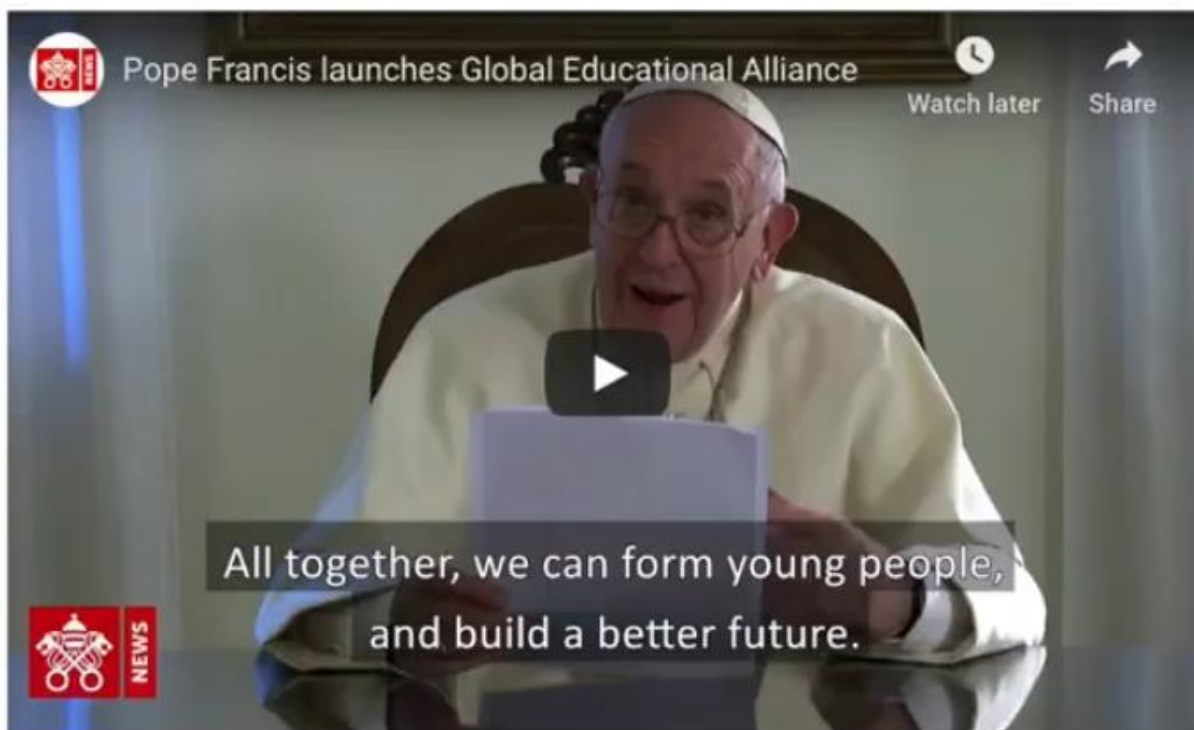 NEWS
Pope Francis launches Global Educational Alliance
Watch later
Share
All together, we can form young people,
and build a better future.
NEWS